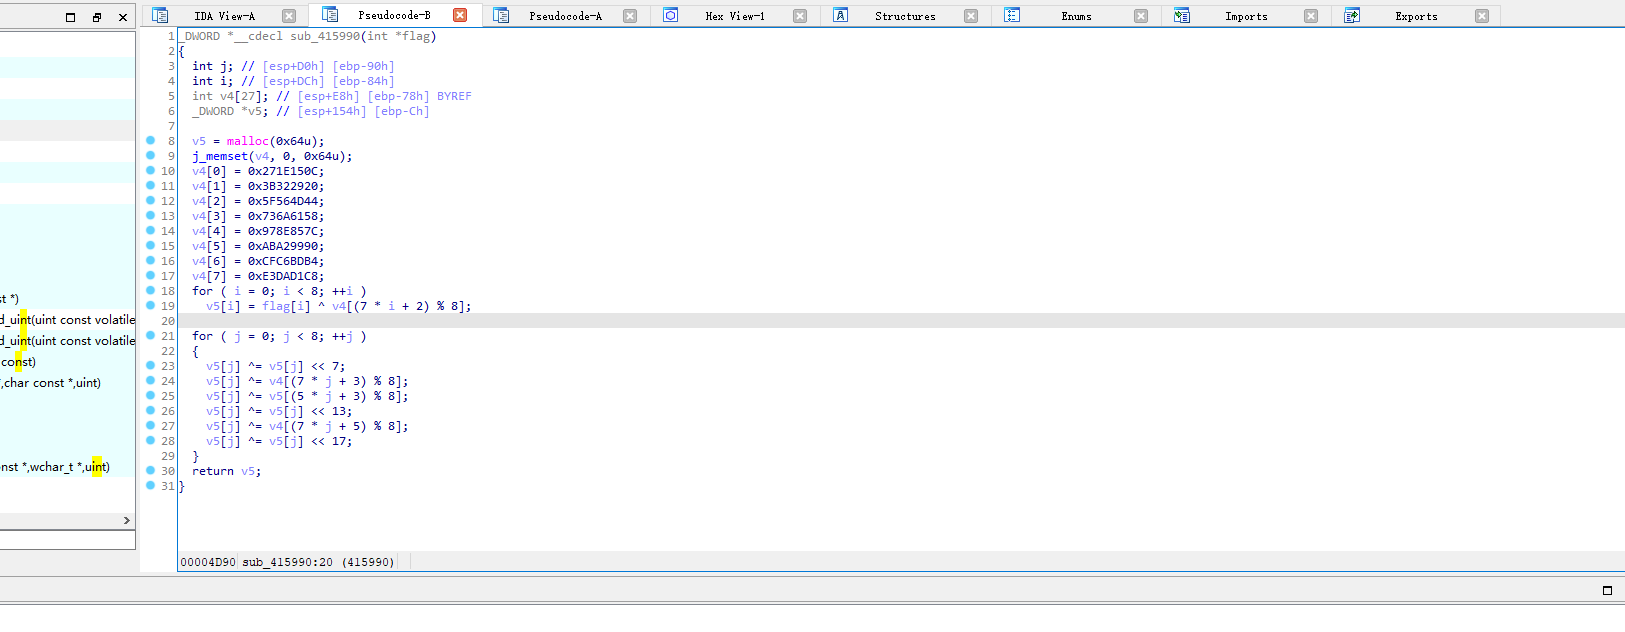 IDA View-A
Pseudocode-B
Pseudocode-A
Hex View-1
Structures
Enums
Imports
Exports
st *)
d_uint(uint const volatile
d_uint(uint const volatile
const)
,char const *,uint)
nst *,wchar_t *,uint)
1 _DWORD *__cdecl sub_415990(int *flag)
2 {
3 int j; // [esp+D0h] [ebp-90h]
4 int i; // [esp+DCh] [ebp-84h]
5 int v4[27]; // [esp+E8h] [ebp-78h] BYREF
6 _DWORD *v5; // [esp+154h] [ebp-Ch]
7
8 v5 = malloc(0x64u);
9 j_memset(v4, 0, 0x64u);
10 v4[0] = 0x271E150C;
11 v4[1] = 0x3B322920;
12 v4[2] = 0x5F564D44;
13 v4[3] = 0x736A6158;
14 v4[4] = 0x978E857C;
15 v4[5] = 0xABA29990;
16 v4[6] = 0xCFC6BDB4;
17 v4[7] = 0xE3DAD1C8;
18 for ( i = 0; i < 8; ++i )
19 v5[i] = flag[i] ^ v4[(7 * i + 2) % 8];
20
21 for ( j = 0; j < 8; ++j )
22 {
23 v5[j] ^= v5[j] << 7;
24 v5[j] ^= v4[(7 * j + 3) % 8];
25 v5[j] ^= v5[(5 * j + 3) % 8];
26 v5[j] ^= v5[j] << 13;
27 v5[j] ^= v4[(7 * j + 5) % 8];
28 v5[j] ^= v5[j] << 17;
29 }
30 return v5;
31 }
00004D90 sub_415990:20 (415990)